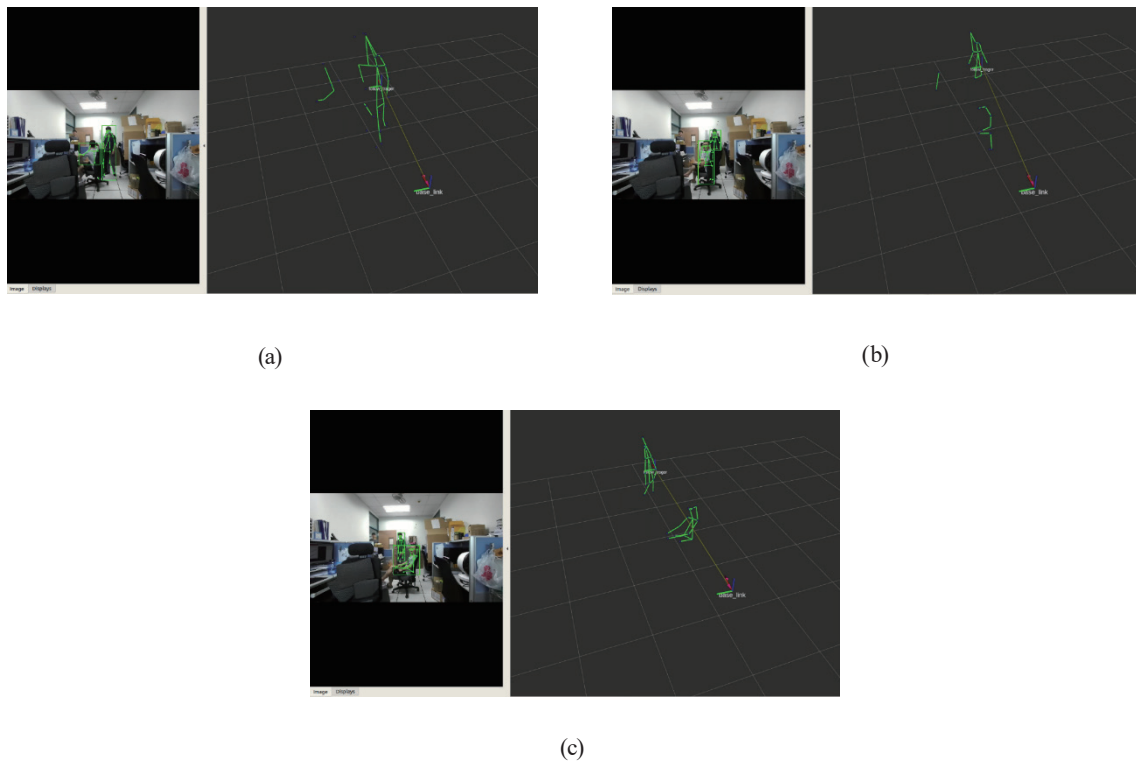 base_link
Image Displays
(a)
base_link
Image Displays
(b)
base_link
Image Displays
(c)